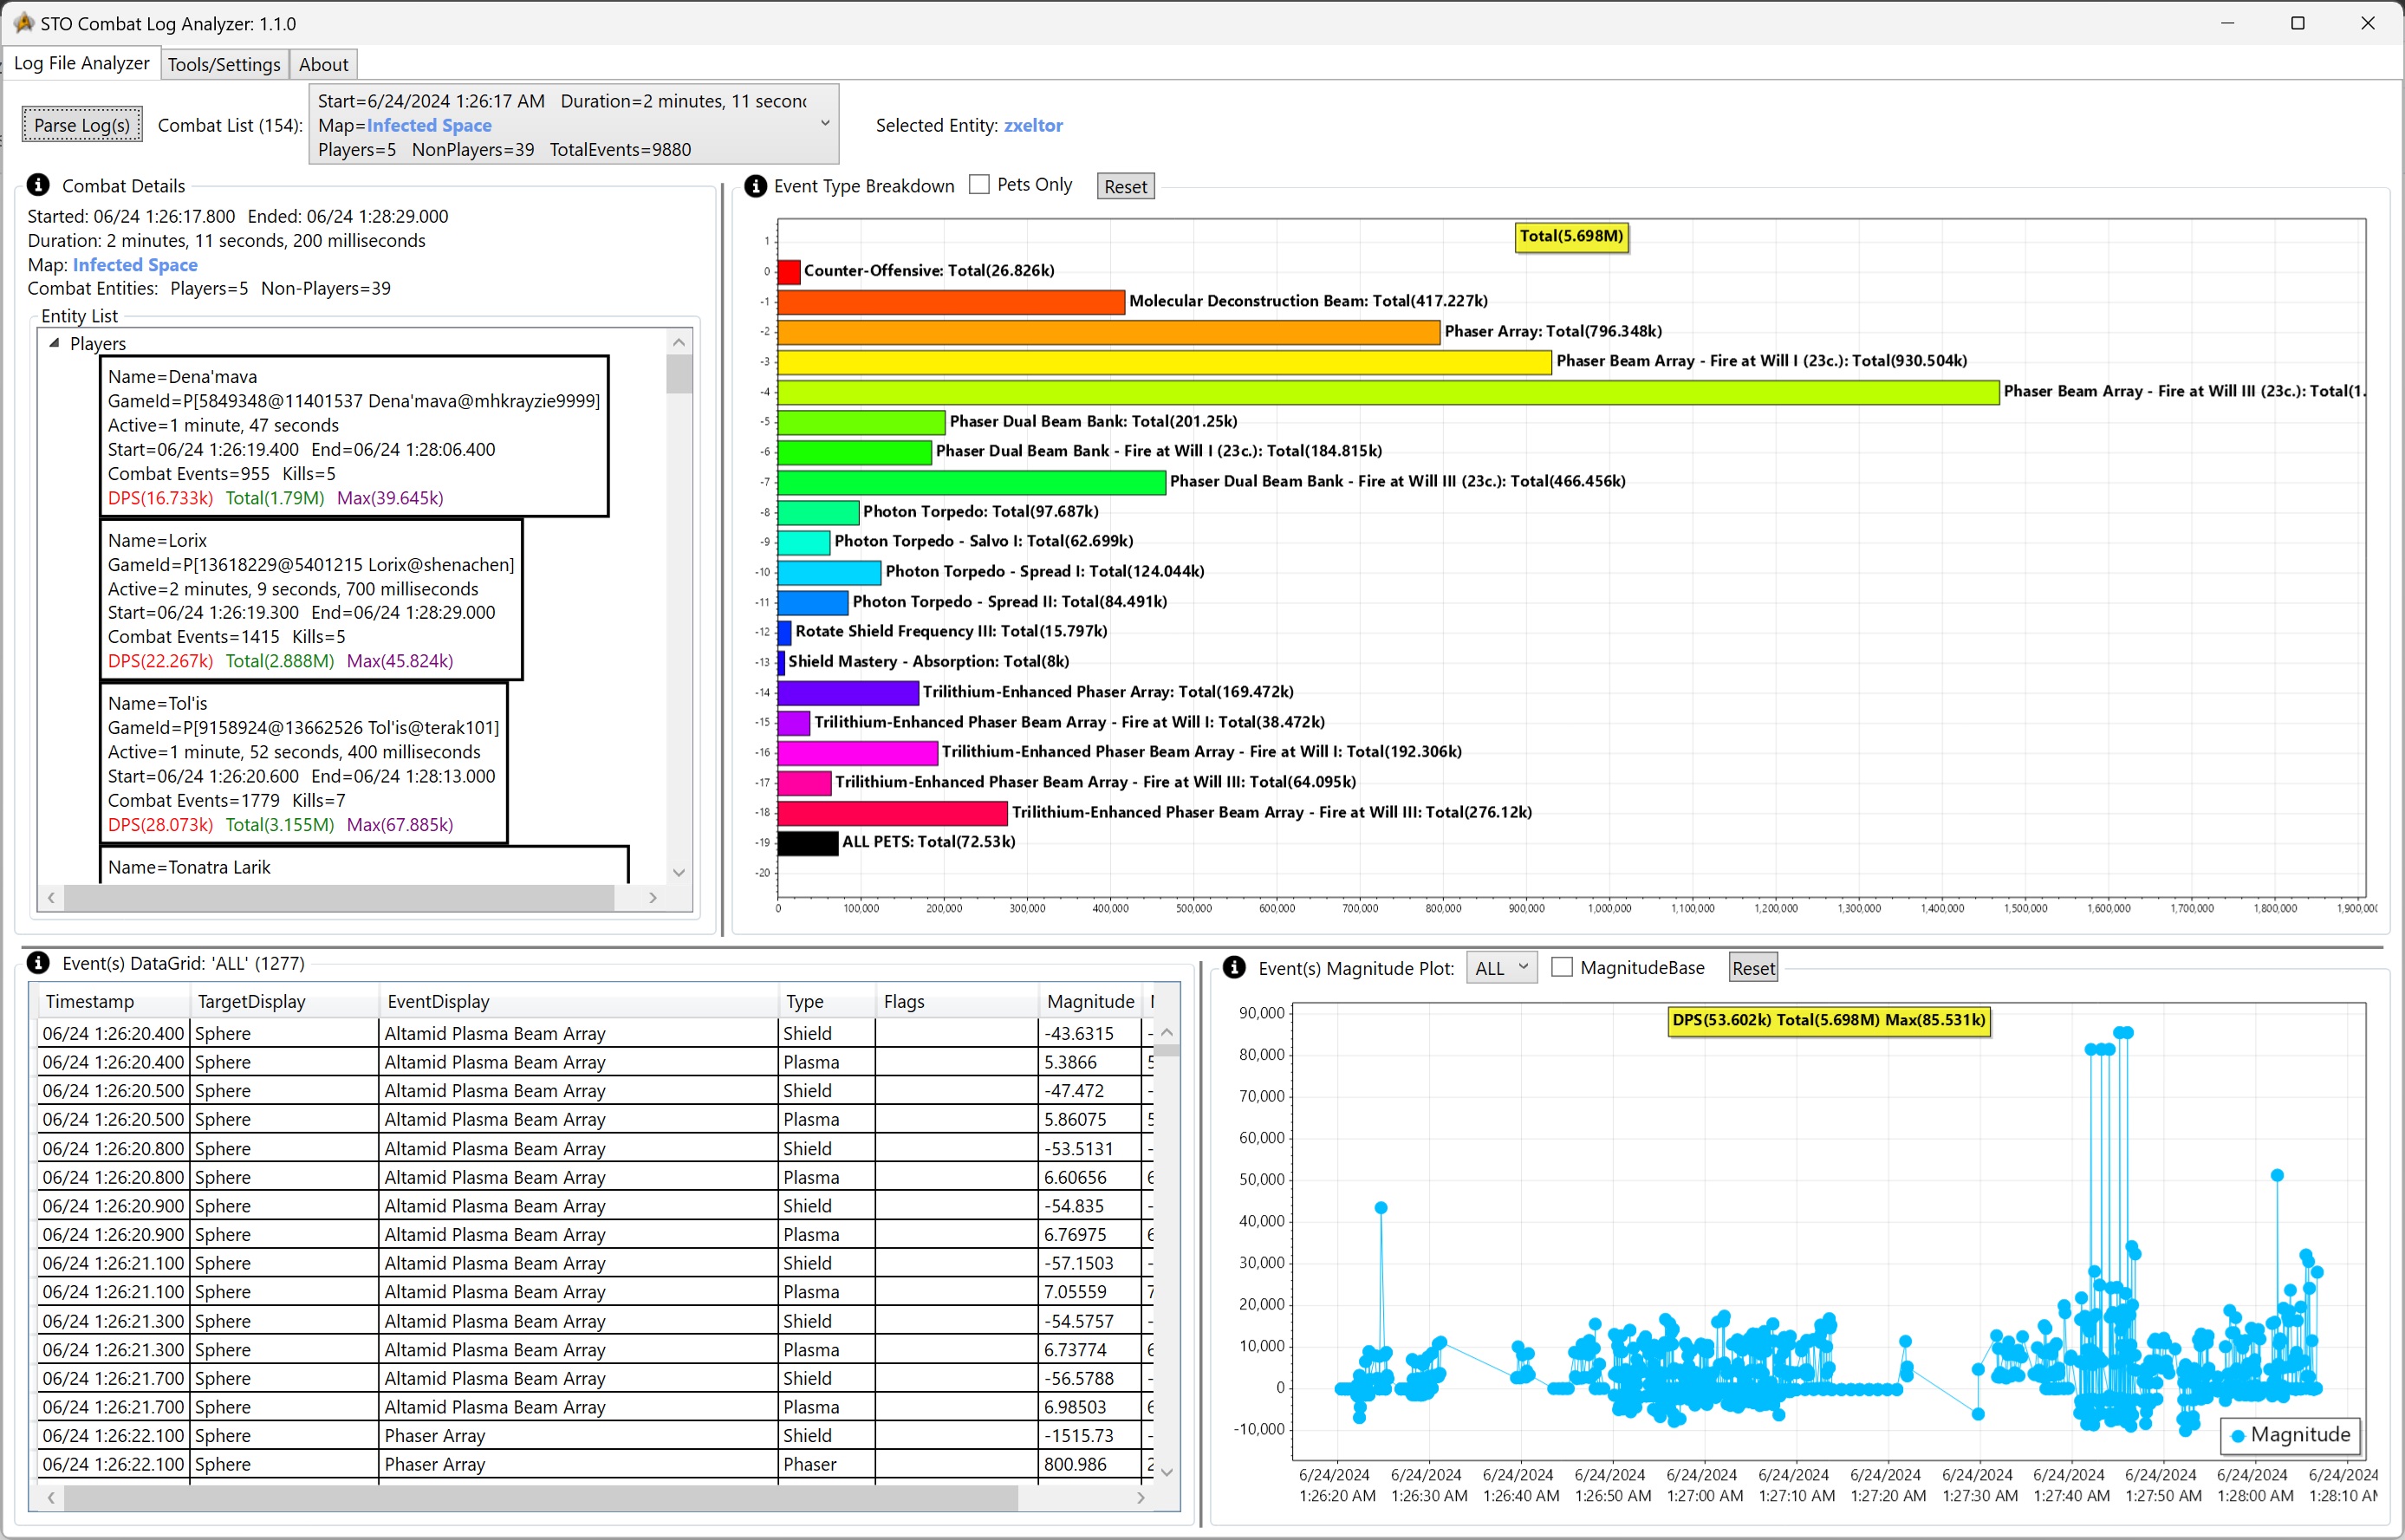 STO Combat Log Analyzer: 1.1.0
Log File Analyzer
Tools/Settings
About
Parse Log(s)
Combat List (154):
Start=6/24/2024 1:26:17 AM Duration=2 minutes, 11 secon
Map=Infected Space
Players=5 NonPlayers=39 TotalEvents=9880
Selected Entity: zxeltor
Combat Details
Started: 06/24 1:26:17.800 Ended: 06/24 1:28:29.000
Duration: 2 minutes, 11 seconds, 200 milliseconds
Map: Infected Space
Combat Entities: Players=5 Non-Players=39
Entity List
Players
Name=Dena'mava
GameId=P[5849348@11401537 Dena'mava@mhkrayzie9999]
Active=1 minute, 47 seconds
Start=06/24 1:26:19.400 End=06/24 1:28:06.400
Combat Events=955 Kills=5
DPS(16.733k) Total(1.79M) Max(39.645k)
Name=Lorix
GameId=P[13618229@5401215 Lorix@shenachen]
Active=2 minutes, 9 seconds, 700 milliseconds
Start=06/24 1:26:19.300 End=06/24 1:28:29.000
Combat Events=1415 Kills=5
DPS(22.267k) Total(2.888M) Max(45.824k)
Name=Tol'is
GameId=P[9158924@13662526 Tol'is@terak101]
Active=1 minute, 52 seconds, 400 milliseconds
Start=06/24 1:26:20.600 End=06/24 1:28:13.000
Combat Events=1779 Kills=7
DPS(28.073k) Total(3.155M) Max(67.885k)
Name=Tonatra Larik
Event Type Breakdown
Pets Only
Reset
Total(5.698M)
1
0 Counter-Offensive: Total(26.826k)
-1 Molecular Deconstruction Beam: Total(417.227k)
-2 Phaser Array: Total(796.348k)
-3 Phaser Beam Array - Fire at Will I (23c.): Total(930.504k)
-4 Phaser Beam Array - Fire at Will III (23c.): Total(1.
-5 Phaser Dual Beam Bank: Total(201.25k)
-6 Phaser Dual Beam Bank - Fire at Will I (23c.): Total(184.815k)
-7 Phaser Dual Beam Bank - Fire at Will III (23c.): Total(466.456k)
-8 Photon Torpedo: Total(97.687k)
-9 Photon Torpedo - Salvo I: Total(62.699k)
-10 Photon Torpedo - Spread I: Total(124.044k)
-11 Photon Torpedo - Spread II: Total(84.491k)
-12 Rotate Shield Frequency III: Total(15.797k)
-13 Shield Mastery - Absorption: Total(8k)
-14 Trilithium-Enhanced Phaser Array: Total(169.472k)
-15 Trilithium-Enhanced Phaser Beam Array - Fire at Will I: Total(38.472k)
-16 Trilithium-Enhanced Phaser Beam Array - Fire at Will I: Total(192.306k)
-17 Trilithium-Enhanced Phaser Beam Array - Fire at Will III: Total(64.095k)
-18 Trilithium-Enhanced Phaser Beam Array - Fire at Will III: Total(276.12k)
-19 ALL PETS: Total(72.53k)
-20
0 100,000 200,000 300,000 400,000 500,000 600,000 700,000 800,000 900,000 1,000,000 1,100,000 1,200,000 1,300,000 1,400,000 1,500,000 1,600,000 1,700,000 1,800,000 1,900,00
Event(s) DataGrid: 'ALL' (1277)
Timestamp TargetDisplay EventDisplay Type Flags Magnitude
06/24 1:26:20.400 Sphere Altamid Plasma Beam Array Shield -43.6315 -
06/24 1:26:20.400 Sphere Altamid Plasma Beam Array Plasma 5.3866 5
06/24 1:26:20.500 Sphere Altamid Plasma Beam Array Shield -47.472 -
06/24 1:26:20.500 Sphere Altamid Plasma Beam Array Plasma 5.86075 5
06/24 1:26:20.800 Sphere Altamid Plasma Beam Array Shield -53.5131 -
06/24 1:26:20.800 Sphere Altamid Plasma Beam Array Plasma 6.60656 6
06/24 1:26:20.900 Sphere Altamid Plasma Beam Array Shield -54.835 -
06/24 1:26:20.900 Sphere Altamid Plasma Beam Array Plasma 6.76975 6
06/24 1:26:21.100 Sphere Altamid Plasma Beam Array Shield -57.1503 -
06/24 1:26:21.100 Sphere Altamid Plasma Beam Array Plasma 7.05559 7
06/24 1:26:21.300 Sphere Altamid Plasma Beam Array Shield -54.5757 -
06/24 1:26:21.300 Sphere Altamid Plasma Beam Array Plasma 6.73774 6
06/24 1:26:21.700 Sphere Altamid Plasma Beam Array Shield -56.5788 -
06/24 1:26:21.700 Sphere Altamid Plasma Beam Array Plasma 6.98503 6
06/24 1:26:22.100 Sphere Phaser Array Shield -1515.73 -
06/24 1:26:22.100 Sphere Phaser Array Phaser 800.986 2
Event(s) Magnitude Plot:
ALL
MagnitudeBase
Reset
DPS(53.602k) Total(5.698M) Max(85.531k)
90,000
80,000
70,000
60,000
50,000
40,000
30,000
20,000
10,000
0
-10,000
Magnitude
6/24/2024 6/24/2024 6/24/2024 6/24/2024 6/24/2024 6/24/2024 6/24/2024 6/24/2024 6/24/2024 6/24/2024 6/24/2024 6/24/2024
1:26:20 AM 1:26:30 AM 1:26:40 AM 1:26:50 AM 1:27:00 AM 1:27:10 AM 1:27:20 AM 1:27:30 AM 1:27:40 AM 1:27:50 AM 1:28:00 AM 1:28:10 A